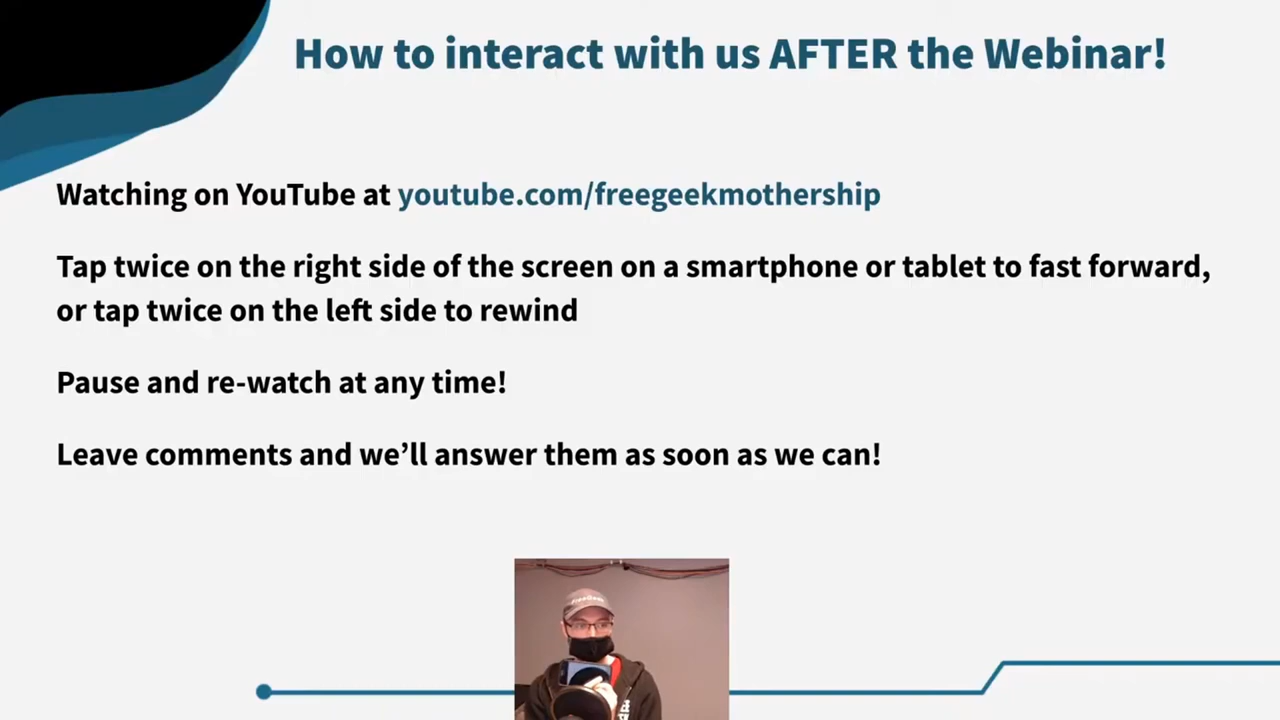 How to interact with us AFTER the Webinar!
Watching on YouTube at youtube.com/freegeekmothership
Tap twice on the right side of the screen on a smartphone or tablet to fast forward,
or tap twice on the left side to rewind
Pause and re-watch at any time!
Leave comments and we’ll answer them as soon as we can!